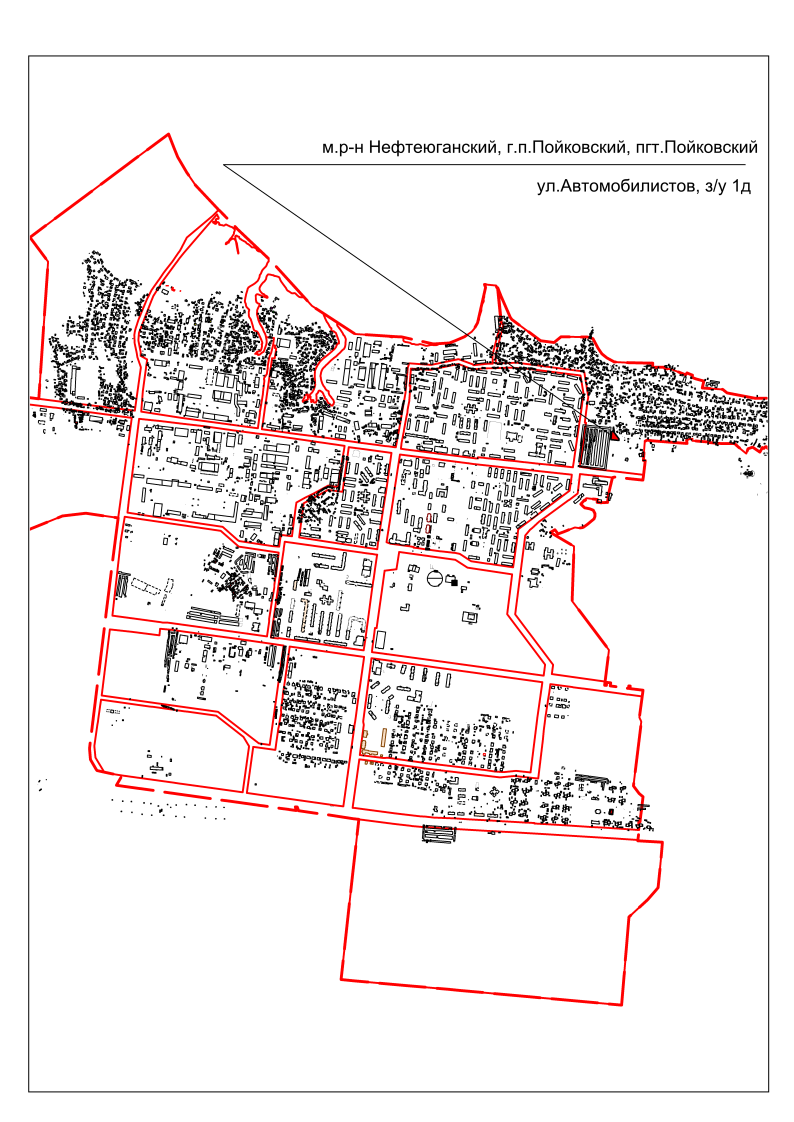 м.р-н Нефтеюганский, г.п.Пойковский, пгт.Пойковский
ул.Автомобилистов, з/у 1д